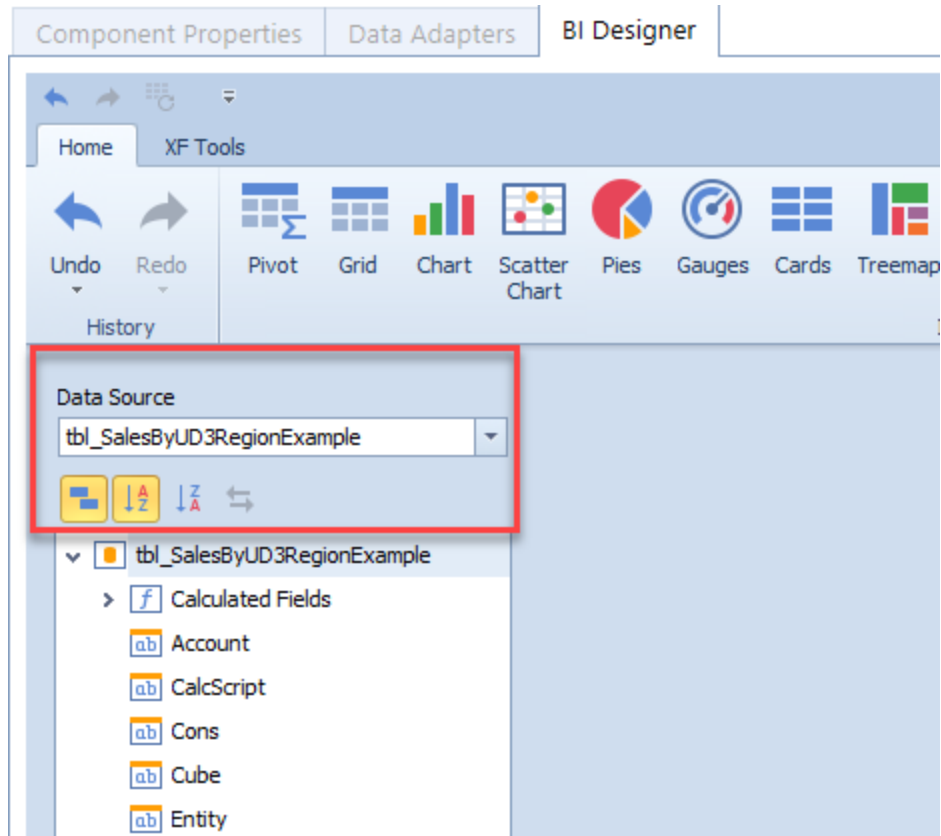 Component Properties Data Adapters BI Designer
Home XF Tools
Undo Redo Pivot Grid Chart Scatter Chart Pies Gauges Cards Treemap
History
Data Source
tbl_SalesByUD3RegionExample
tbl_SalesByUD3RegionExample
Calculated Fields
Account
CalcScript
Cons
Cube
Entity